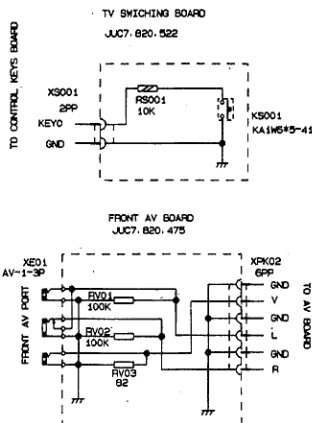 TV SWICHING BOARD
JUC7.820.522
TO CONTROL KEYS BOARD
XS001
2PP
KEY0
GND
RS001
10K
KS001
KA1W5*5-41
FRONT AV BOARD
JUC7.820.475
XE01
AV-1-3P
FRONT AV PORT
RV01
100K
RV02
100K
RV03
82
XPK02
6PP
GND
V
GND
L
GND
R
TO AV BOARD